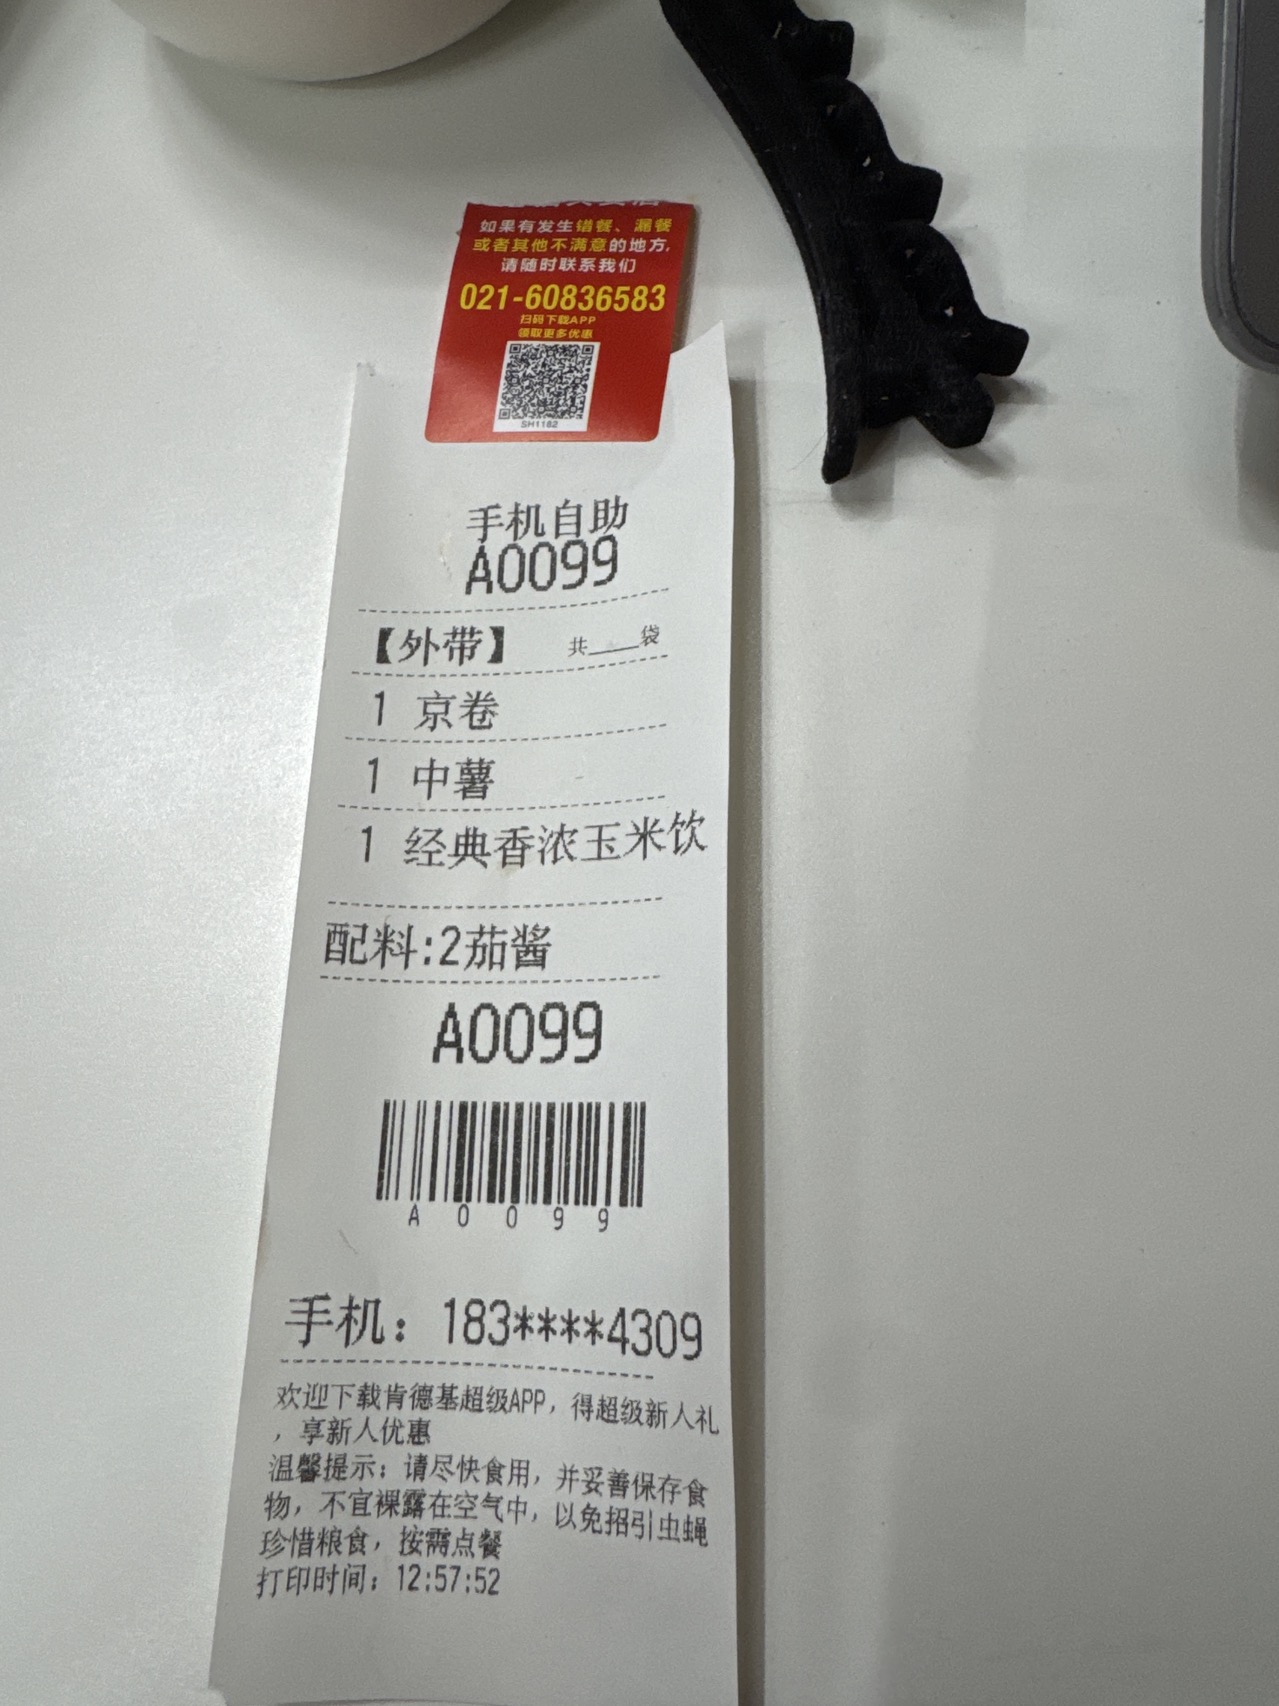 如果有发生错餐、漏餐
或者其他不满意的地方,
请随时联系我们
021-60836583
扫码下载APP
领取更多优惠
SH1182
手机自助
A0099
【外带】 共____袋
1 京卷
1 中薯
1 经典香浓玉米饮
配料:2茄酱
A0099
A 0 0 9 9
手机: 183****4309
欢迎下载肯德基超级APP, 得超级新人礼
, 享新人优惠
温馨提示: 请尽快食用, 并妥善保存食
物, 不宜裸露在空气中, 以免招引虫蝇
珍惜粮食, 按需点餐
打印时间: 12:57:52